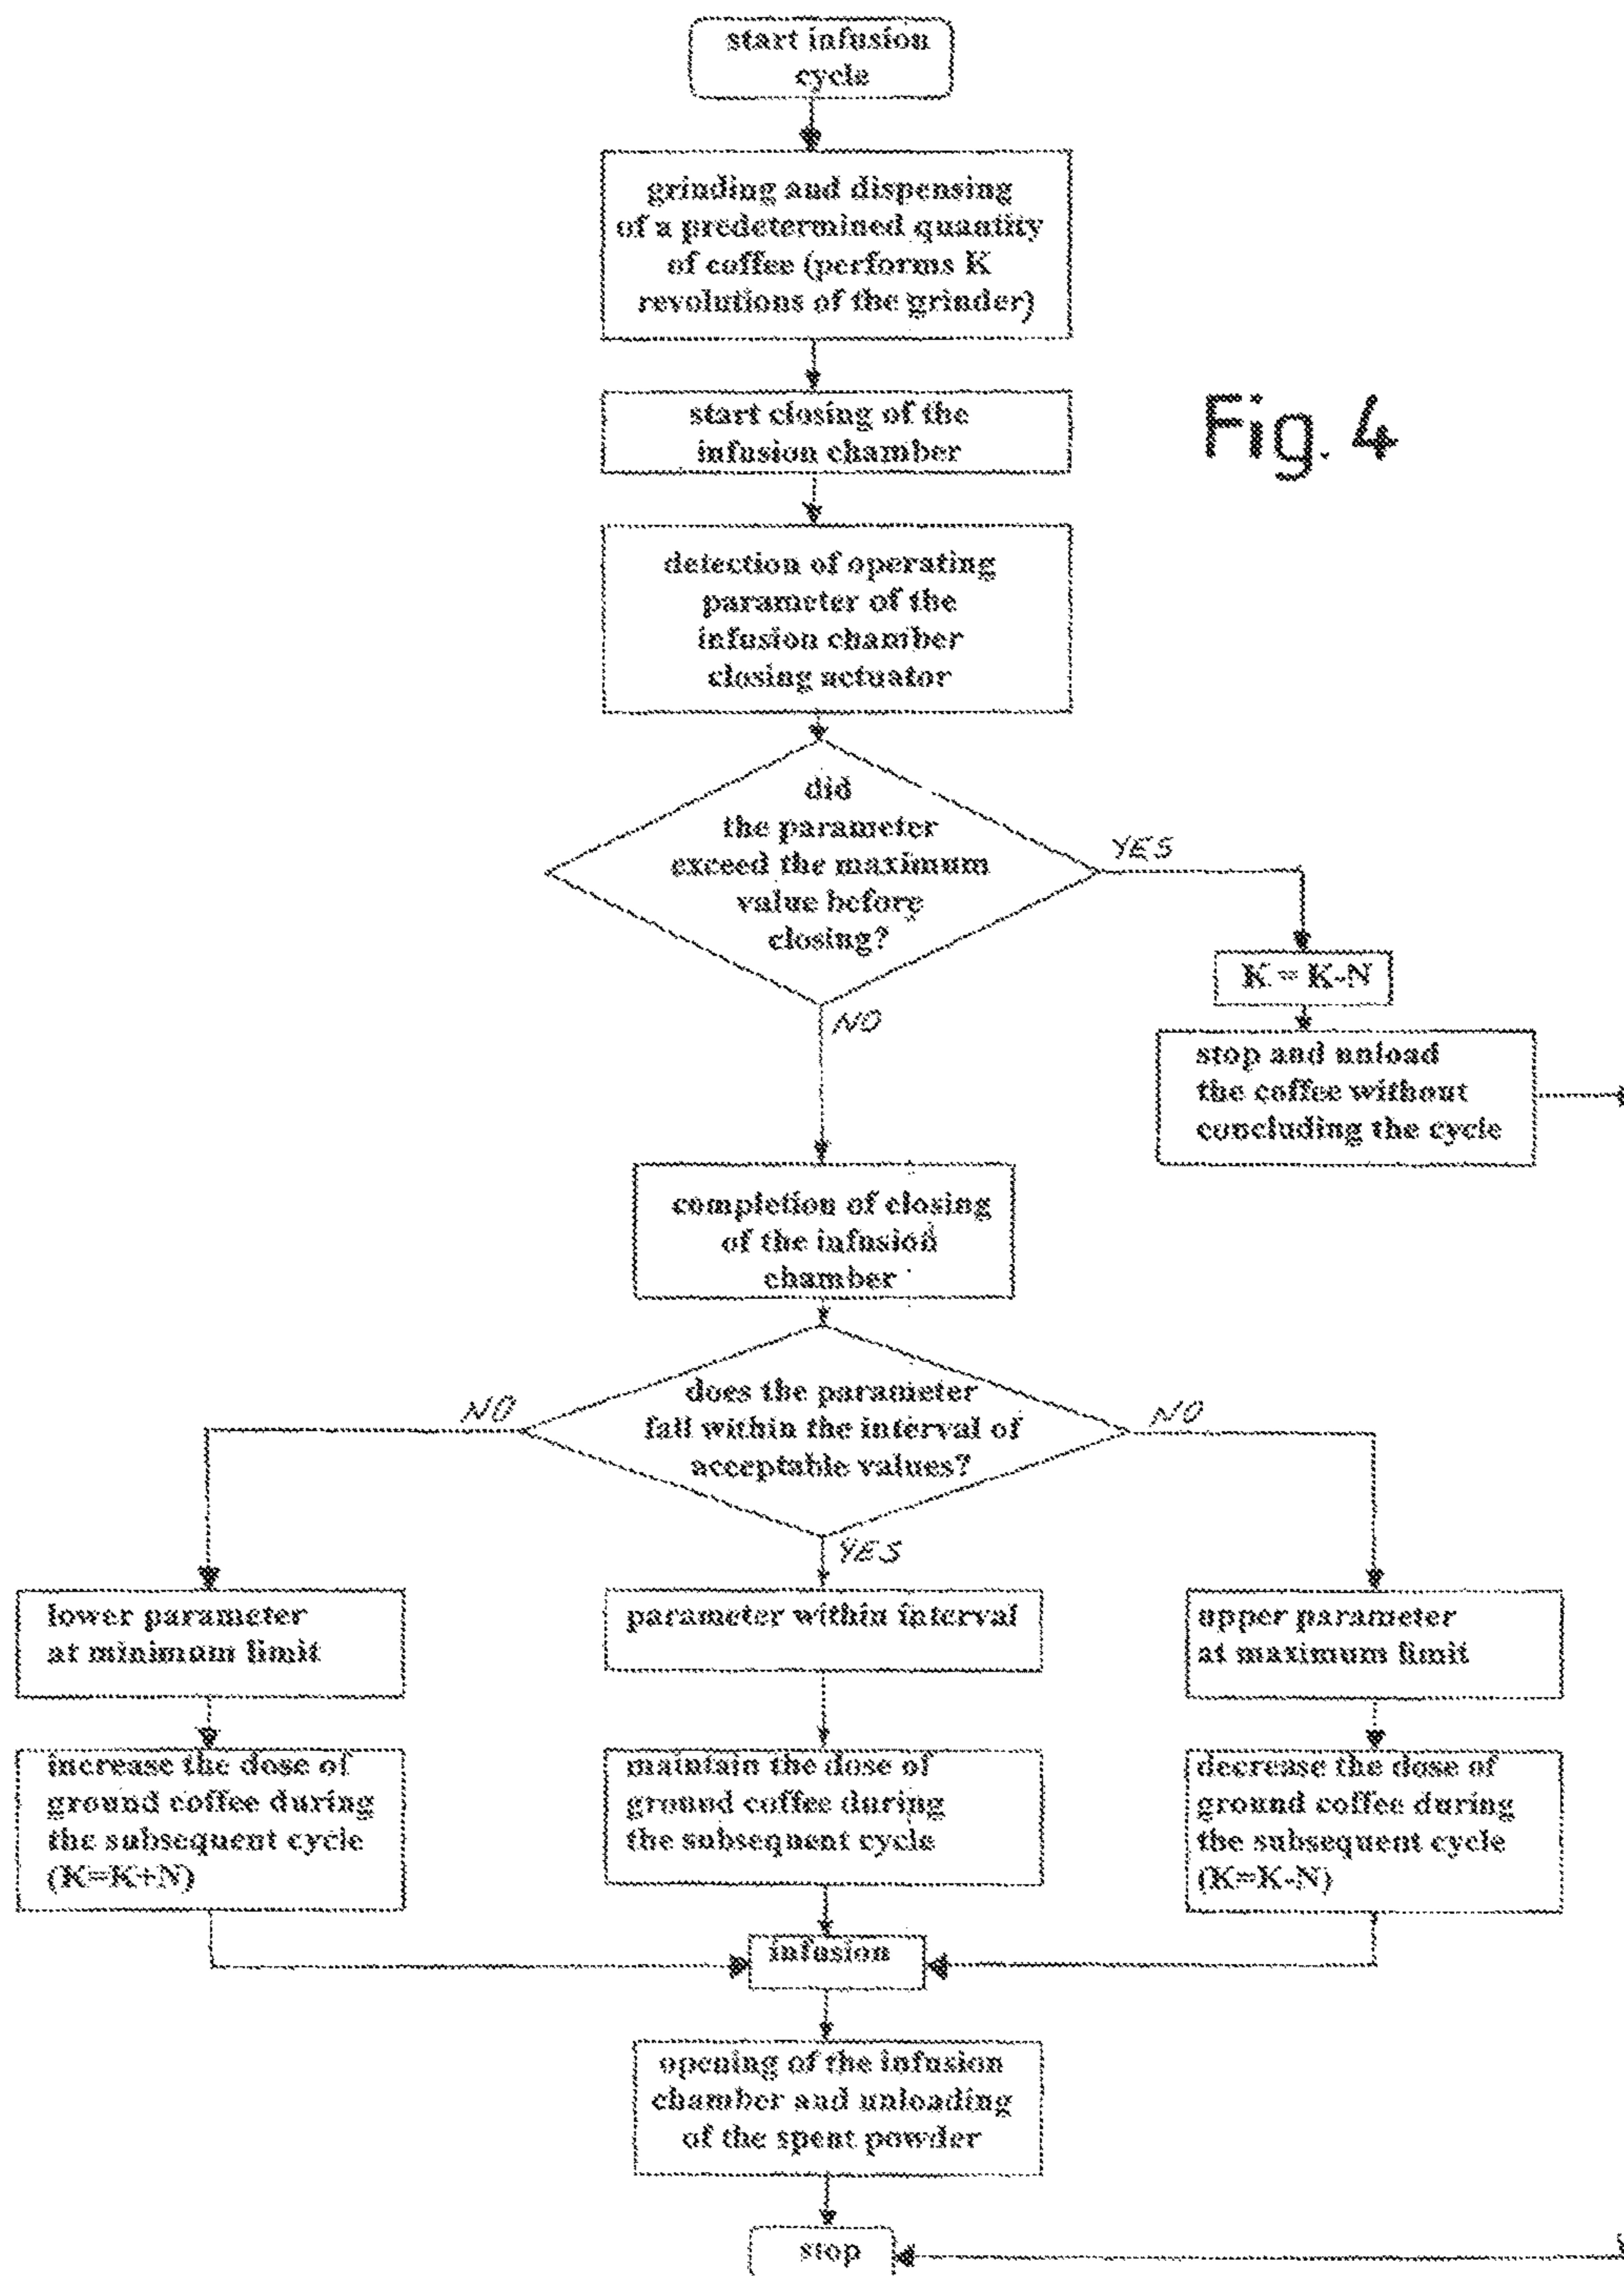 start infusion
cycle
grinding and dispensing
of a predetermined quantity
of coffee (performs K
revolutions of the grinder)
start closing of the
infusion chamber
Fig. 4
detection of operating
parameter of the
infusion chamber
closing actuator
did
the parameter
exceed the maximum
value before
closing?
YES
K = K-N
NO
stop and unload
the coffee without
concluding the cycle
completion of closing
of the infusion
chamber
does the parameter
fall within the interval of
acceptable values?
NO
NO
YES
lower parameter
at minimum limit
parameter within interval
upper parameter
at maximum limit
increase the dose of
ground coffee during
the subsequent cycle
(K=K+N)
maintain the dose of
ground coffee during
the subsequent cycle
decrease the dose of
ground coffee during
the subsequent cycle
(K=K-N)
infusion
opening of the infusion
chamber and unloading
of the spent powder
stop